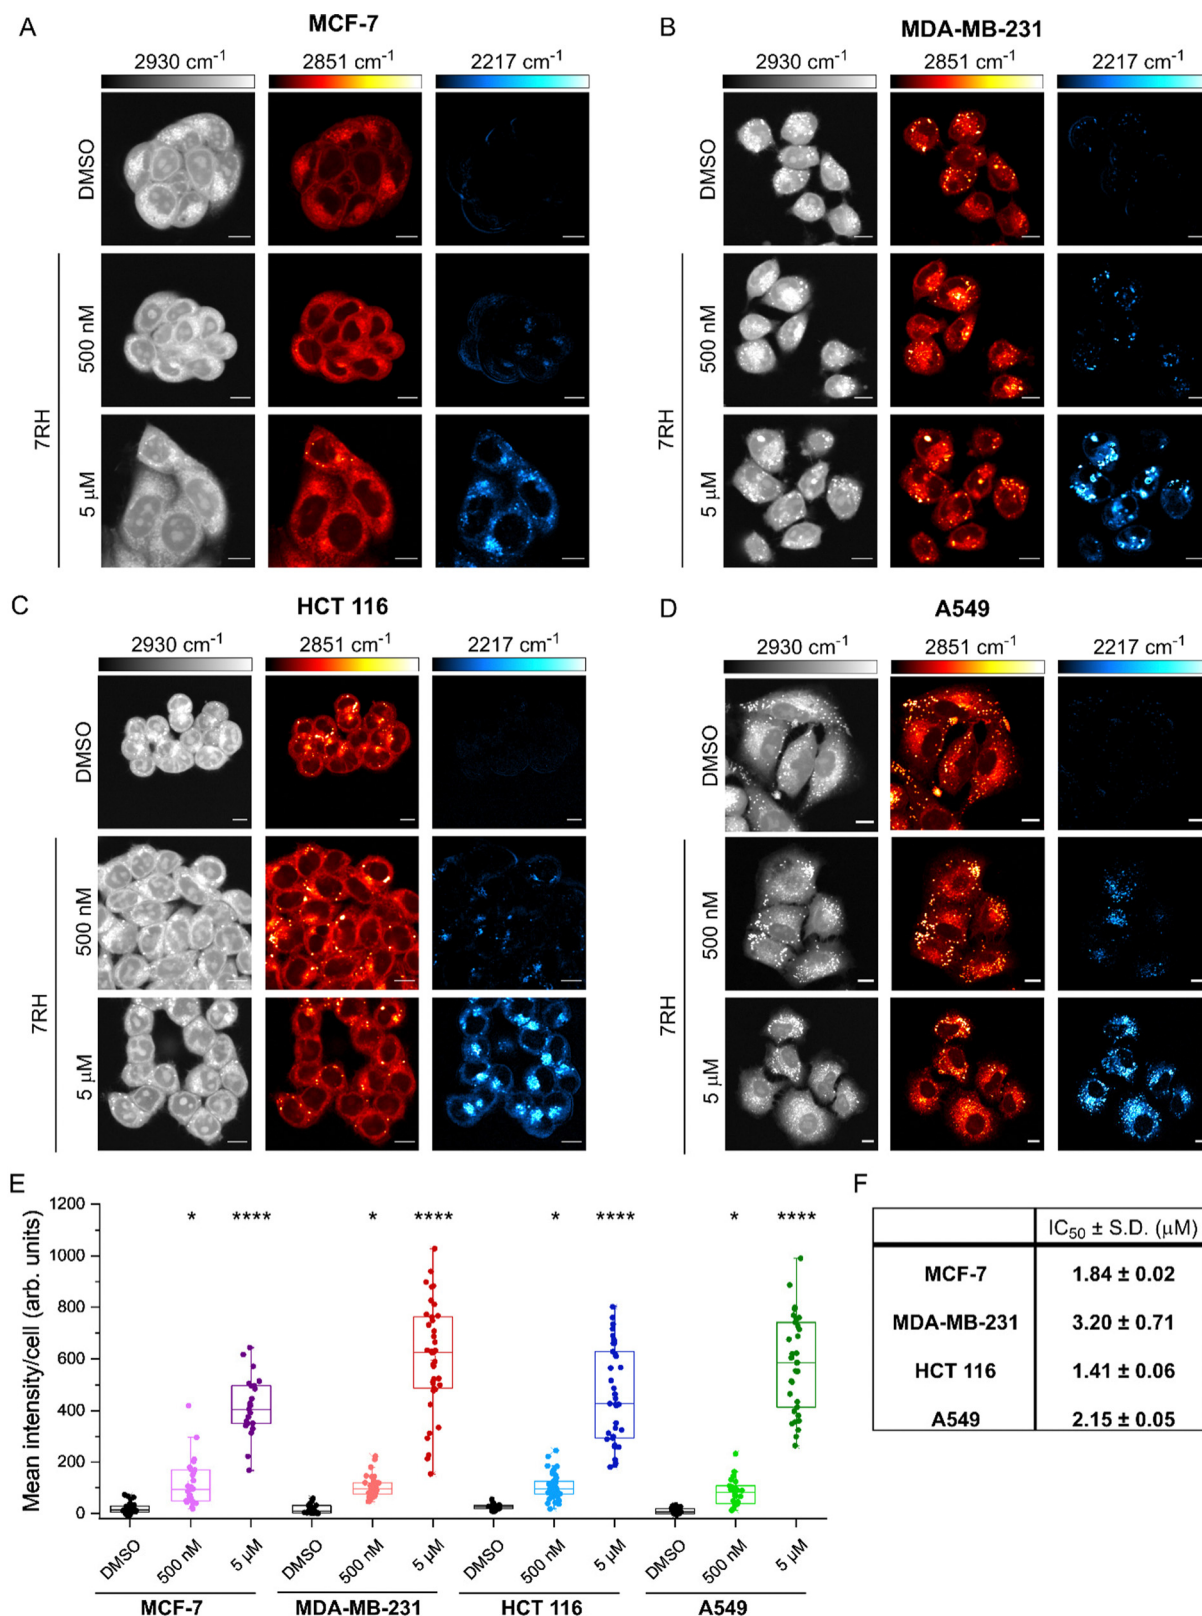 A
MCF-7
2930 cm⁻¹
2851 cm⁻¹
2217 cm⁻¹
DMSO
500 nM
5 μM
7RH
B
MDA-MB-231
2930 cm⁻¹
2851 cm⁻¹
2217 cm⁻¹
DMSO
500 nM
5 μM
7RH
C
HCT 116
2930 cm⁻¹
2851 cm⁻¹
2217 cm⁻¹
DMSO
500 nM
5 μM
7RH
D
A549
2930 cm⁻¹
2851 cm⁻¹
2217 cm⁻¹
DMSO
500 nM
5 μM
7RH
E
Mean intensity/cell (arb. units)
1200
1000
800
600
400
200
0
* **** * **** * **** * ****
DMSO 500 nM 5 μM DMSO 500 nM 5 μM DMSO 500 nM 5 μM DMSO 500 nM 5 μM
MCF-7 MDA-MB-231 HCT 116 A549
F
IC₅₀ ± S.D. (μM)
MCF-7 1.84 ± 0.02
MDA-MB-231 3.20 ± 0.71
HCT 116 1.41 ± 0.06
A549 2.15 ± 0.05